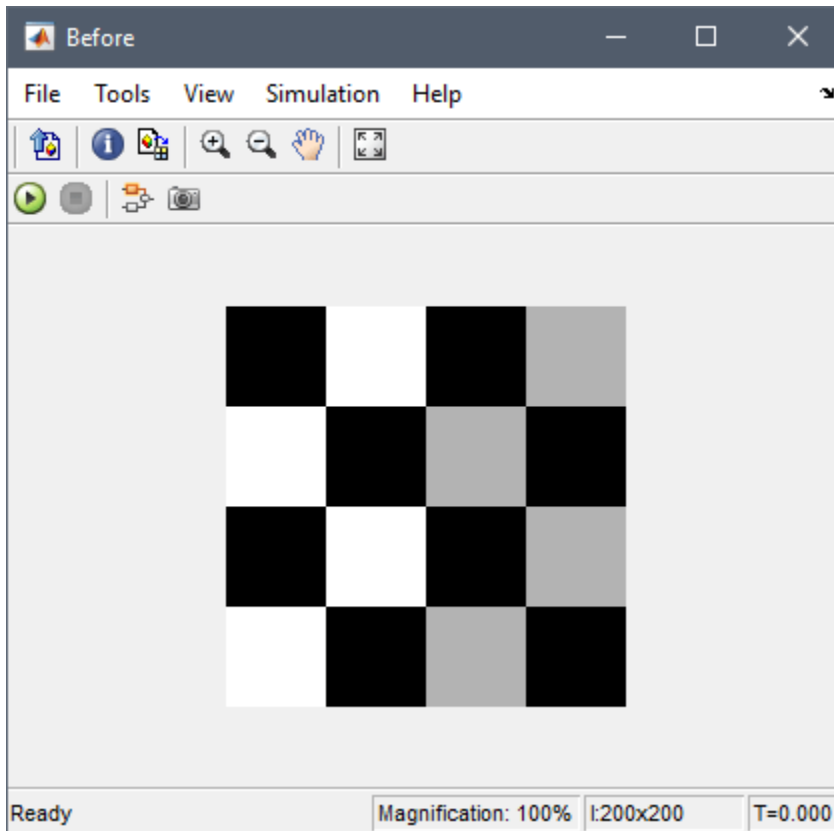 Before
File Tools View Simulation Help
Ready Magnification: 100% I:200x200 T=0.000